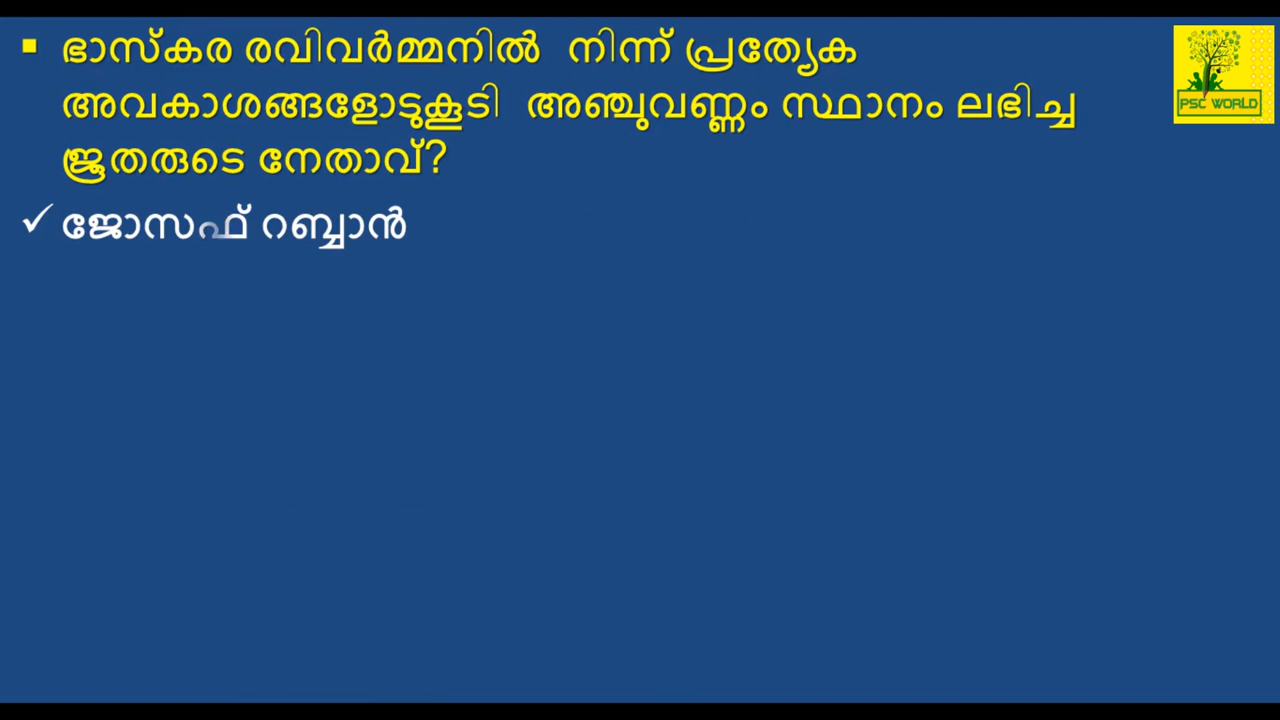 ഭാസ്കര രവിവർമ്മനിൽ നിന്ന് പ്രത്യേക
അവകാശങ്ങളോടുകൂടി അഞ്ചുവണ്ണം സ്ഥാനം ലഭിച്ച
ജൂതരുടെ നേതാവ്?
ജോസഫ് റബ്ബാൻ
PSC WORLD